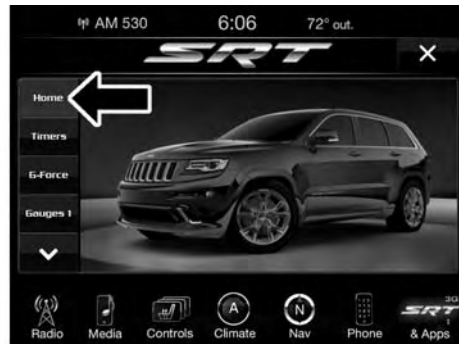 AM 530 6:06 72° out.
SRT X
Home
Timers
G-Force
Gauges 1
3G
A N SRT
Radio Media Controls Climate Nav Phone & Apps